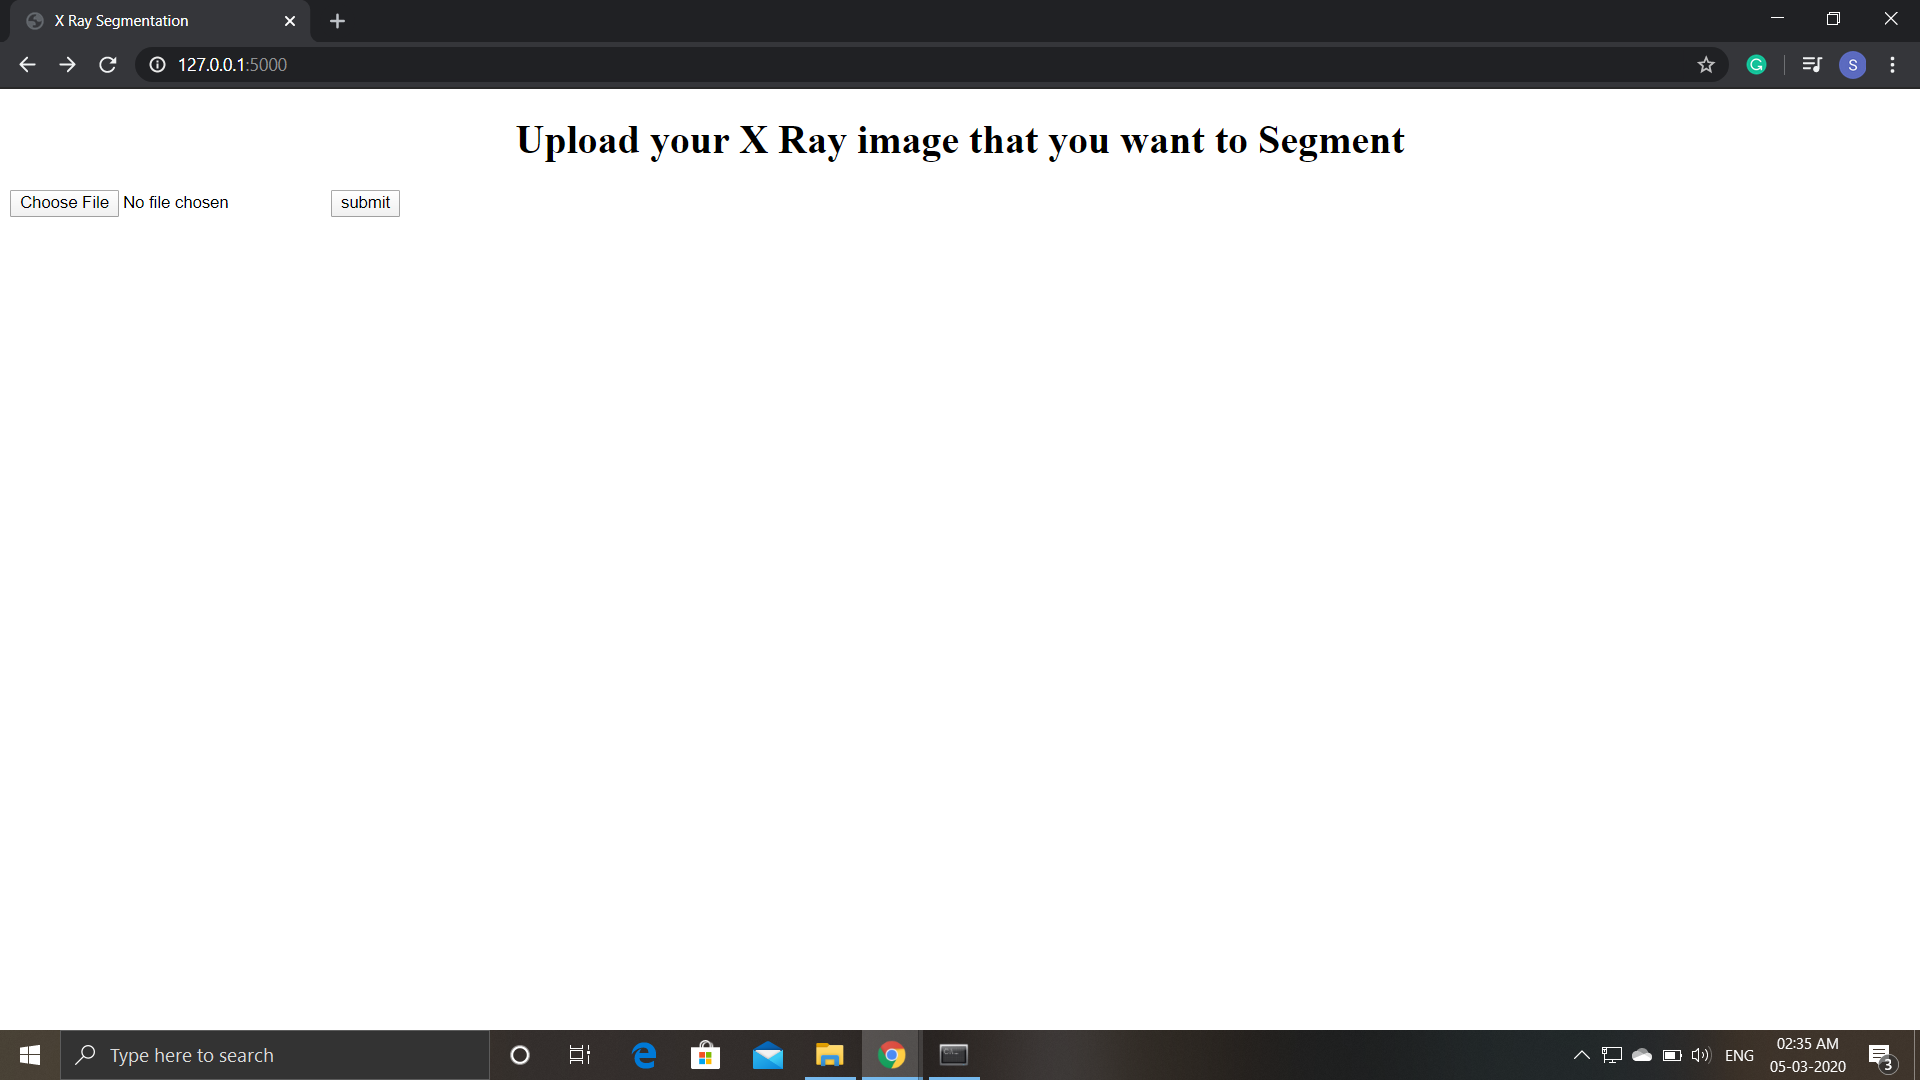 X Ray Segmentation
127.0.0.1:5000
S
Upload your X Ray image that you want to Segment
Choose File No file chosen submit
Type here to search
ENG
02:35 AM
05-03-2020
3